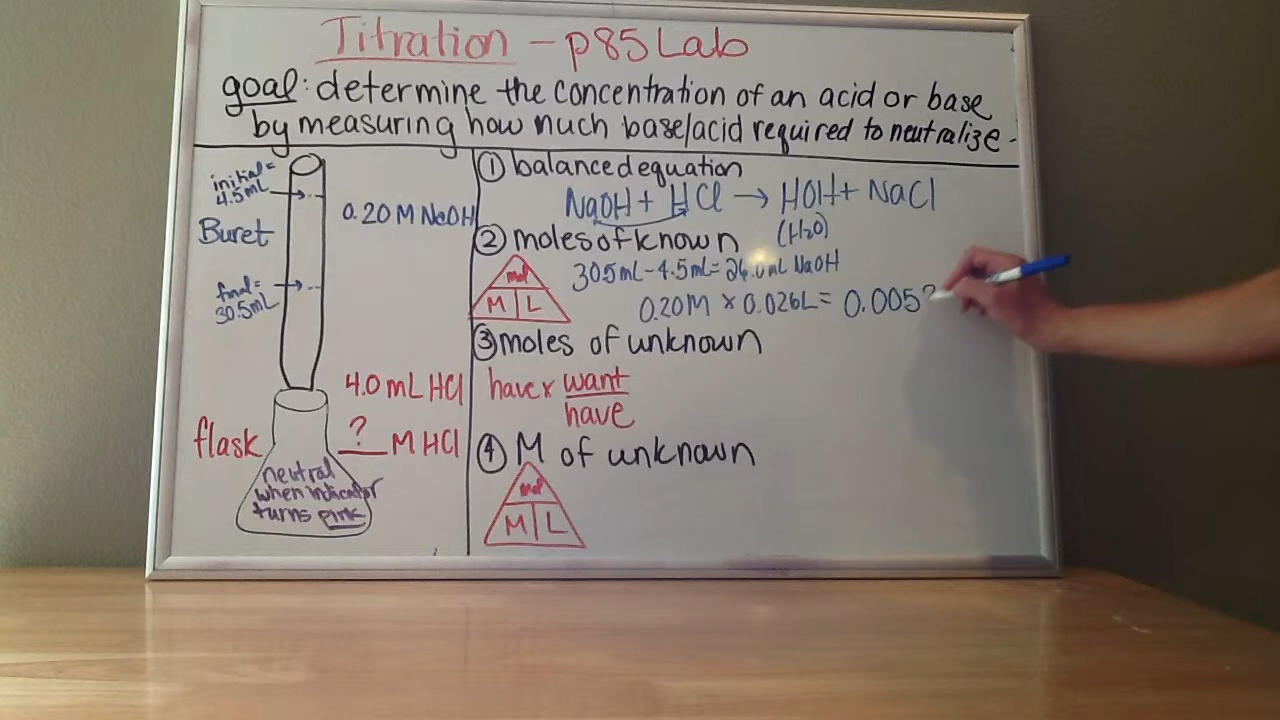 Titration - p85 Lab
goal: determine the concentration of an acid or base
by measuring how much base/acid required to neutralize.
initial=
4.5mL
Buret
final=
30.5mL
0.20 M NaOH
4.0 mL HCl
flask
? M HCl
neutral
when indicator
turns pink
① balanced equation
NaOH + HCl → HOH + NaCl
(H2O)
② moles of known
mol
M L
30.5mL - 4.5mL = 26.0mL NaOH
0.20M x 0.026L = 0.005
③ moles of unknown
have x want
have
④ M of unknown
mol
M L